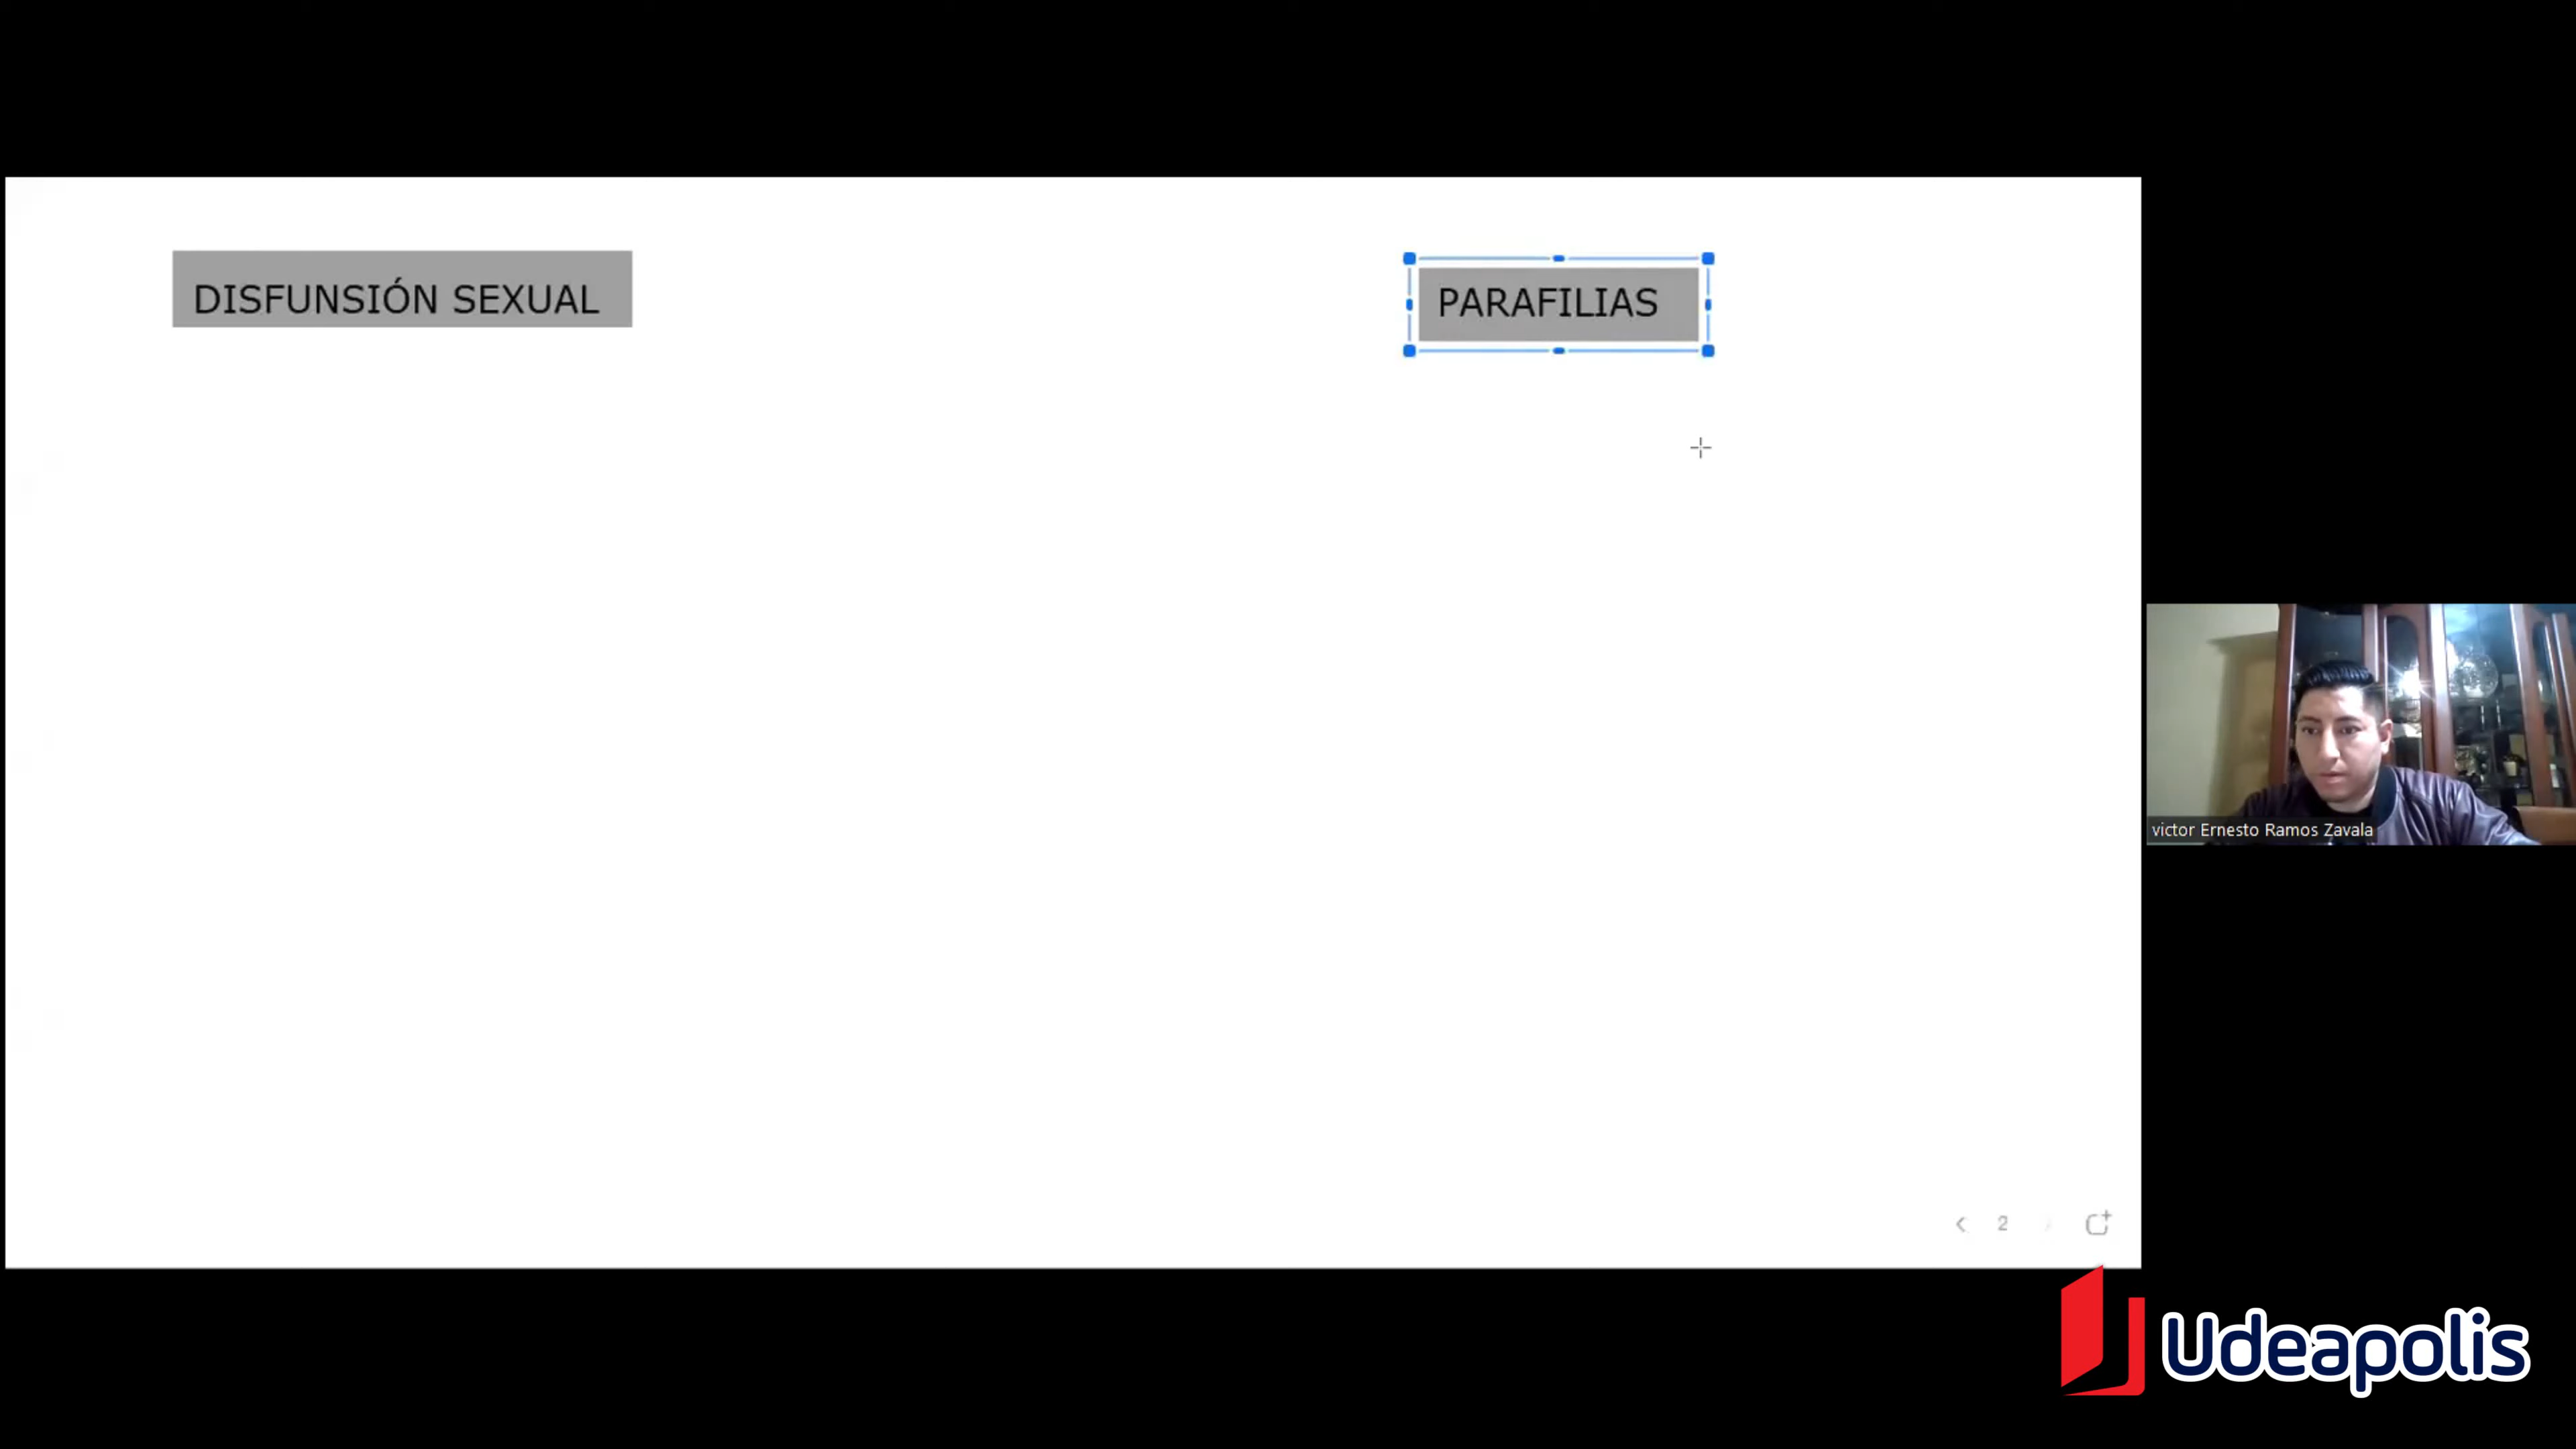 DISFUNSIÓN SEXUAL
PARAFILIAS
victor Ernesto Ramos Zavala
2
Udeapolis